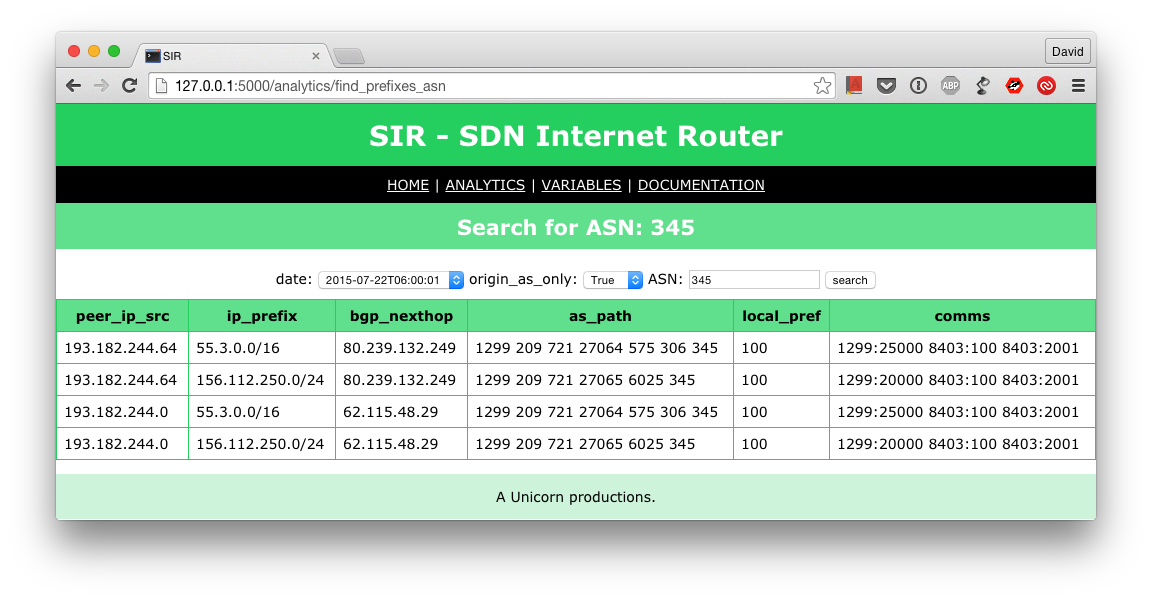 SIR
David
127.0.0.1:5000/analytics/find_prefixes_asn
ABP
SIR - SDN Internet Router
HOME | ANALYTICS | VARIABLES | DOCUMENTATION
Search for ASN: 345
date: 2015-07-22T06:00:01 origin_as_only: True ASN: 345 search
peer_ip_src ip_prefix bgp_nexthop as_path local_pref comms
193.182.244.64 55.3.0.0/16 80.239.132.249 1299 209 721 27064 575 306 345 100 1299:25000 8403:100 8403:2001
193.182.244.64 156.112.250.0/24 80.239.132.249 1299 209 721 27065 6025 345 100 1299:20000 8403:100 8403:2001
193.182.244.0 55.3.0.0/16 62.115.48.29 1299 209 721 27064 575 306 345 100 1299:25000 8403:100 8403:2001
193.182.244.0 156.112.250.0/24 62.115.48.29 1299 209 721 27065 6025 345 100 1299:20000 8403:100 8403:2001
A Unicorn productions.